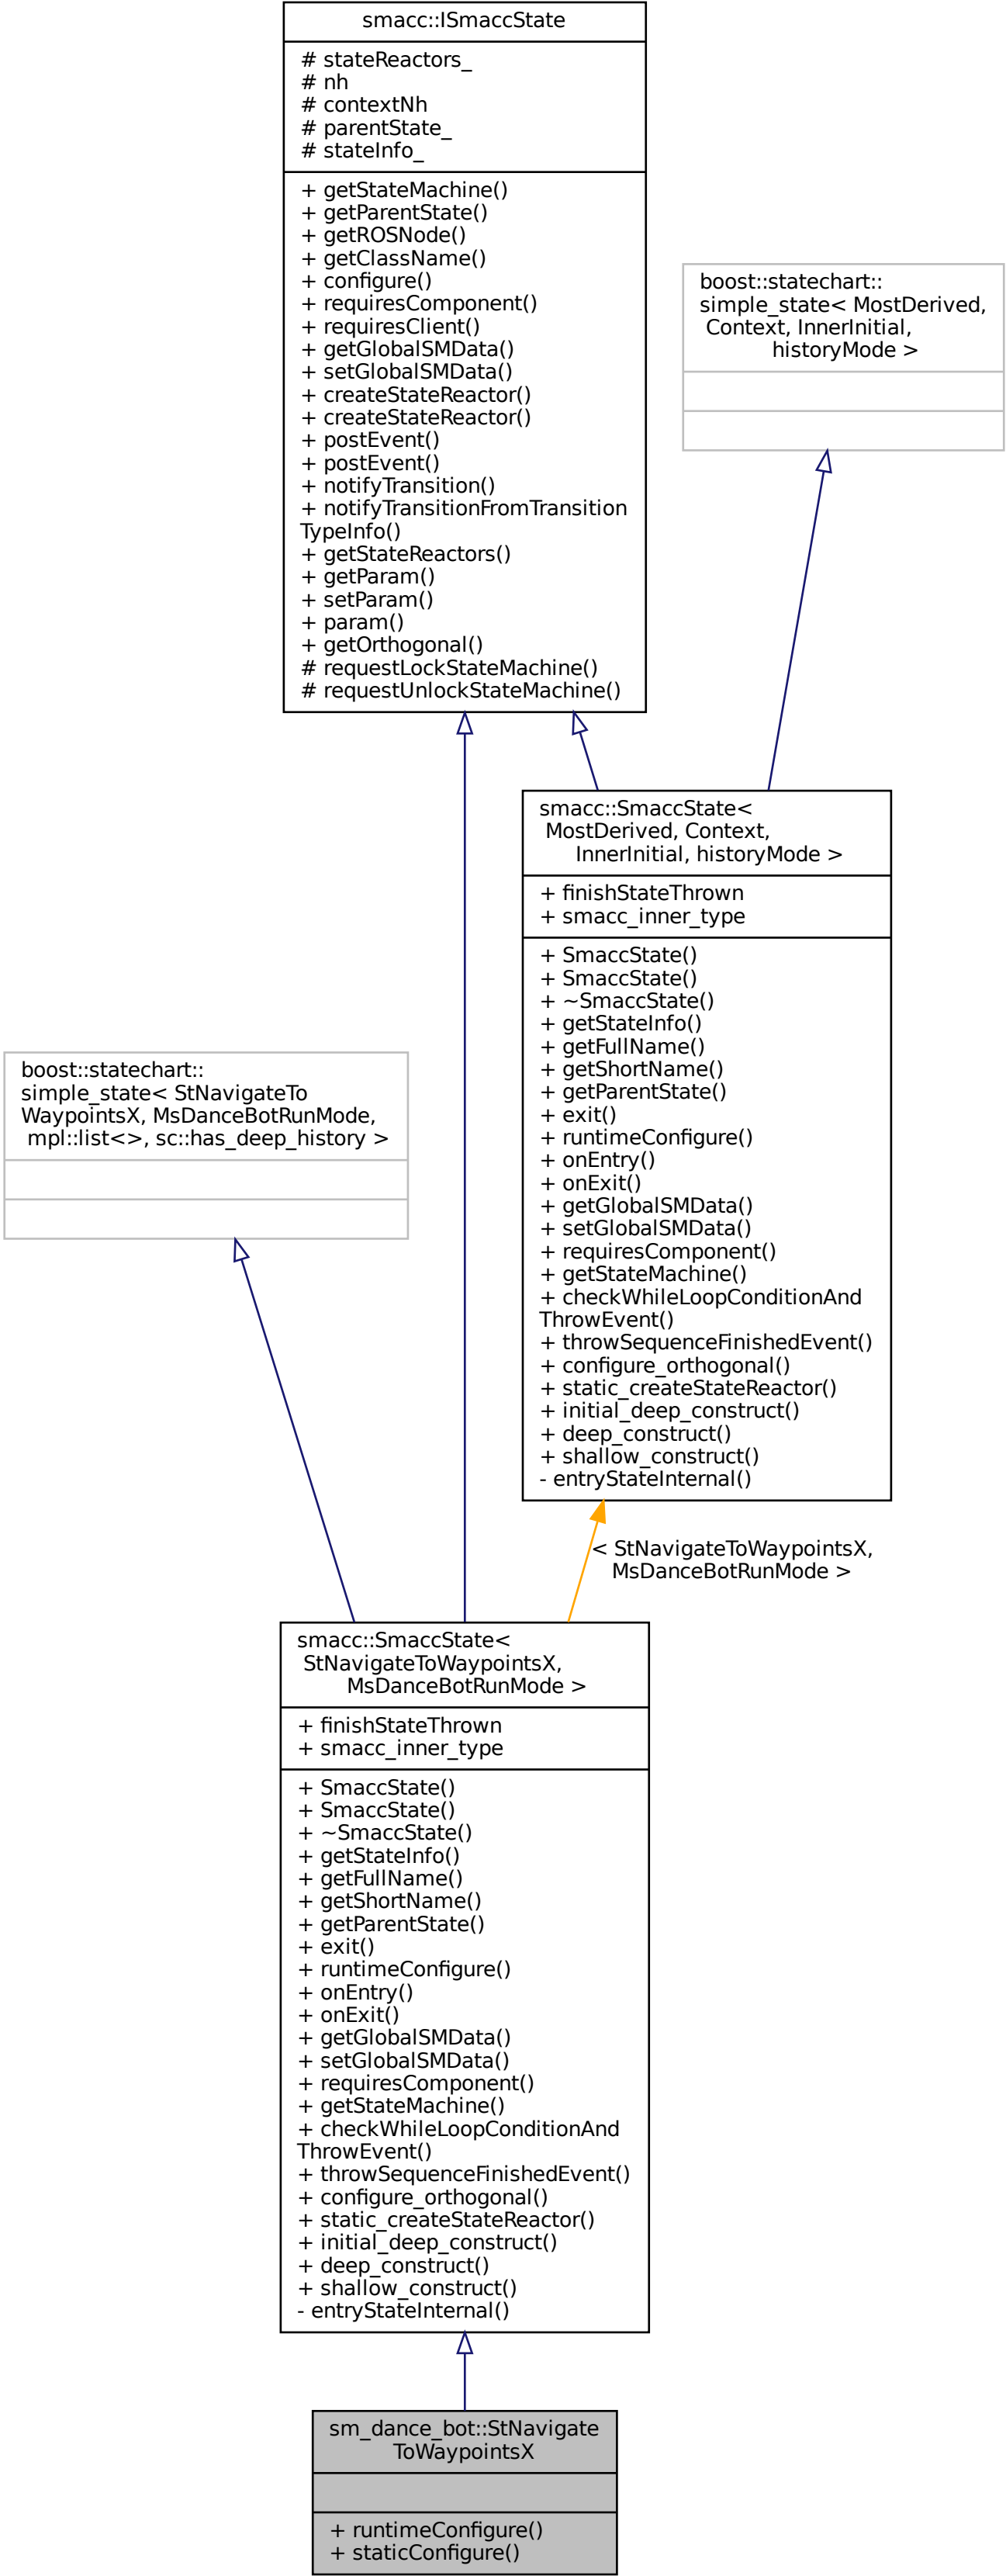 smacc::ISmaccState
# stateReactors_
# nh
# contextNh
# parentState_
# stateInfo_
+ getStateMachine()
+ getParentState()
+ getROSNode()
+ getClassName()
+ configure()
+ requiresComponent()
+ requiresClient()
+ getGlobalSMData()
+ setGlobalSMData()
+ createStateReactor()
+ createStateReactor()
+ postEvent()
+ postEvent()
+ notifyTransition()
+ notifyTransitionFromTransition
TypeInfo()
+ getStateReactors()
+ getParam()
+ setParam()
+ param()
+ getOrthogonal()
# requestLockStateMachine()
# requestUnlockStateMachine()
boost::statechart::
simple_state< MostDerived,
Context, InnerInitial,
historyMode >
smacc::SmaccState<
MostDerived, Context,
InnerInitial, historyMode >
+ finishStateThrown
+ smacc_inner_type
+ SmaccState()
+ SmaccState()
+ ~SmaccState()
+ getStateInfo()
+ getFullName()
+ getShortName()
+ getParentState()
+ exit()
+ runtimeConfigure()
+ onEntry()
+ onExit()
+ getGlobalSMData()
+ setGlobalSMData()
+ requiresComponent()
+ getStateMachine()
+ checkWhileLoopConditionAnd
ThrowEvent()
+ throwSequenceFinishedEvent()
+ configure_orthogonal()
+ static_createStateReactor()
+ initial_deep_construct()
+ deep_construct()
+ shallow_construct()
- entryStateInternal()
boost::statechart::
simple_state< StNavigateTo
WaypointsX, MsDanceBotRunMode,
mpl::list<>, sc::has_deep_history >
< StNavigateToWaypointsX,
MsDanceBotRunMode >
smacc::SmaccState<
StNavigateToWaypointsX,
MsDanceBotRunMode >
+ finishStateThrown
+ smacc_inner_type
+ SmaccState()
+ SmaccState()
+ ~SmaccState()
+ getStateInfo()
+ getFullName()
+ getShortName()
+ getParentState()
+ exit()
+ runtimeConfigure()
+ onEntry()
+ onExit()
+ getGlobalSMData()
+ setGlobalSMData()
+ requiresComponent()
+ getStateMachine()
+ checkWhileLoopConditionAnd
ThrowEvent()
+ throwSequenceFinishedEvent()
+ configure_orthogonal()
+ static_createStateReactor()
+ initial_deep_construct()
+ deep_construct()
+ shallow_construct()
- entryStateInternal()
sm_dance_bot::StNavigate
ToWaypointsX
+ runtimeConfigure()
+ staticConfigure()